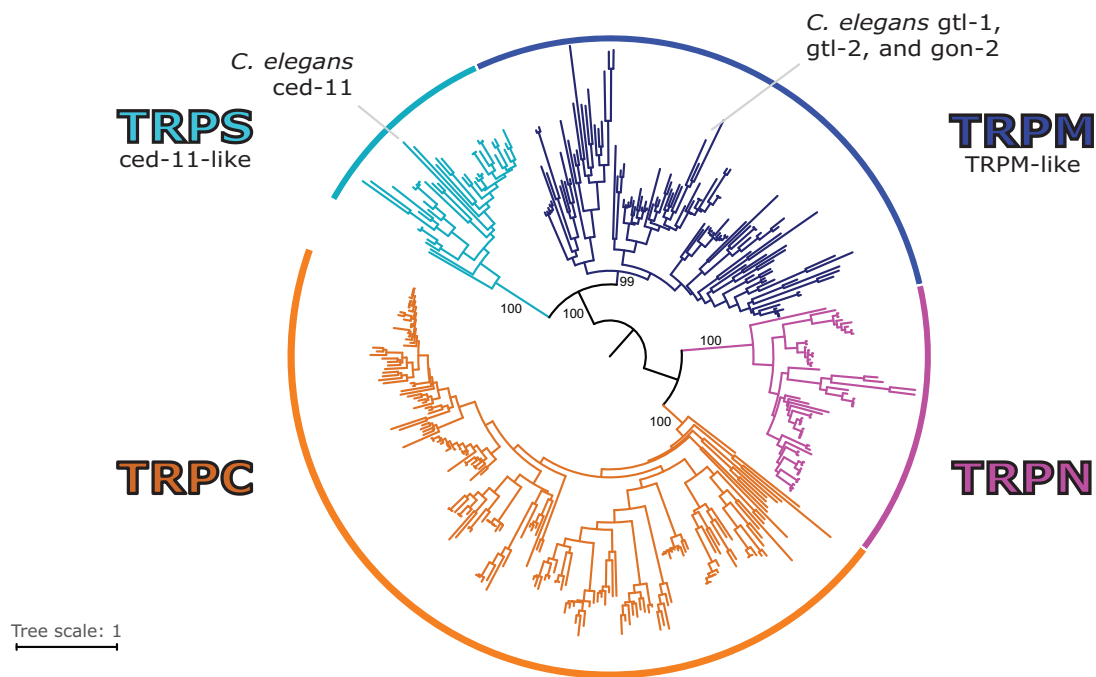 C. elegans gtl-1,
gtl-2, and gon-2
C. elegans
ced-11
TRPS
ced-11-like
TRPM
TRPM-like
99
100
100
100
100
TRPC
TRPN
Tree scale: 1